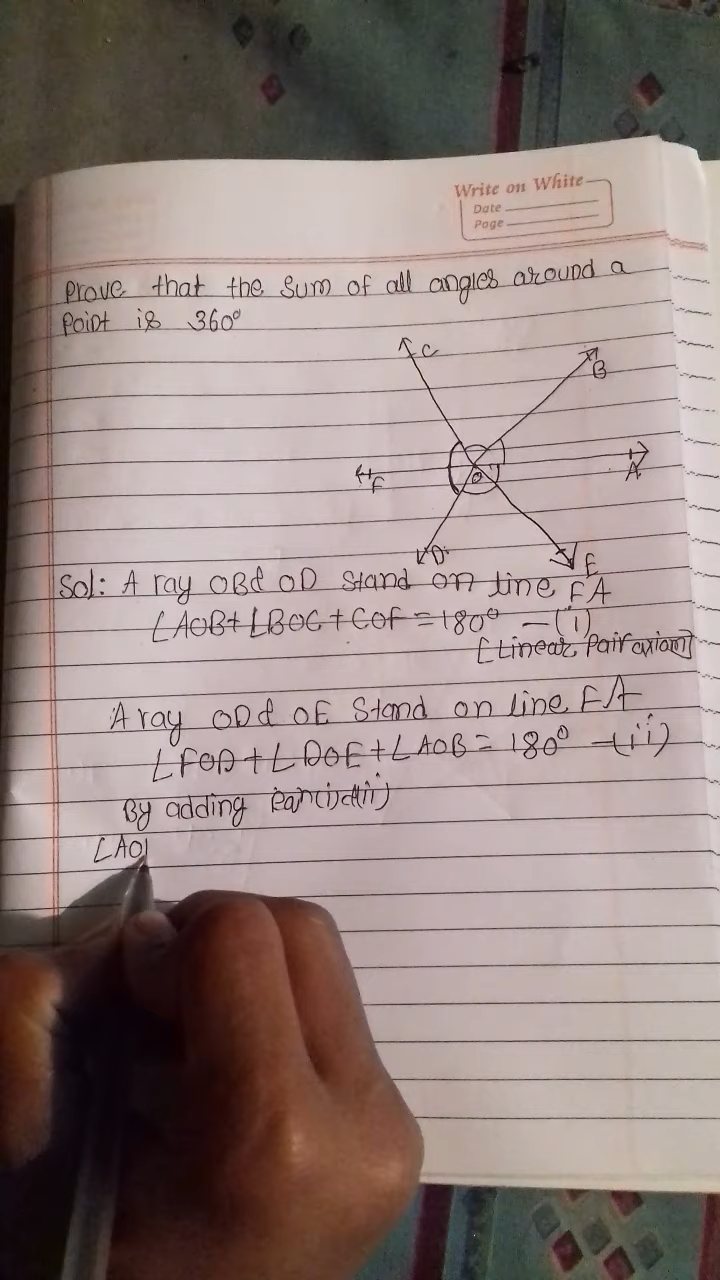 Write on White
Date
Page
Prove that the sum of all angles around a
Point is 360°
C
B
A
F
O
D
E
Sol: A ray OB& OD Stand on line FA
∠AOB+∠BOC+COF=180° —(i)
[Linear Pair axiom]
A ray OD& OE Stand on line FA
∠FOD+∠DOE+∠AOB=180° —(ii)
By adding (i)&(ii)
∠AO